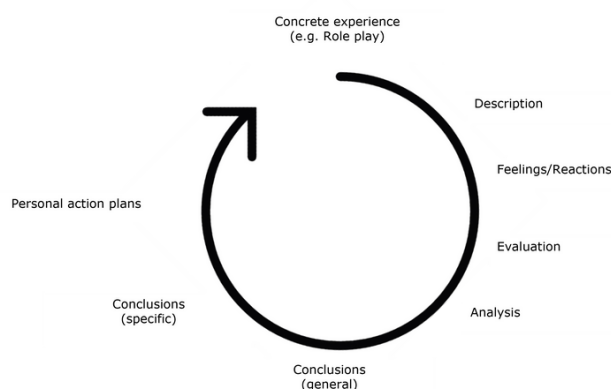 Concrete experience
(e.g. Role play)
Description
Feelings/Reactions
Evaluation
Analysis
Conclusions
(general)
Conclusions
(specific)
Personal action plans